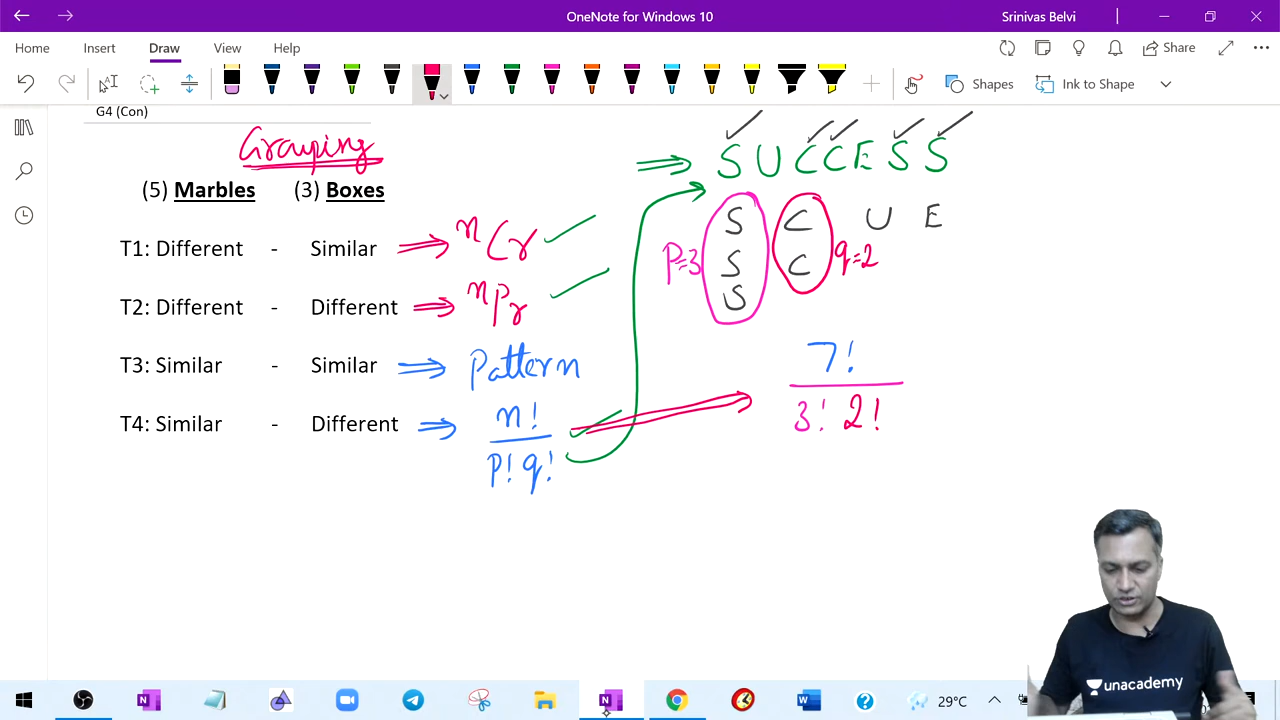 OneNote for Windows 10
Srinivas Belvi
Home Insert Draw View Help
Share
Shapes
Ink to Shape
G4 (Con)
Grouping
(5) Marbles (3) Boxes
T1: Different - Similar ⇒ nCr
T2: Different - Different ⇒ nPr
T3: Similar - Similar ⇒ Pattern
T4: Similar - Different ⇒ n!
p! q!
⇒ SUCCESS
S C U E
P=3 S C q=2
S
7!
3! 2!
unacademy
29°C